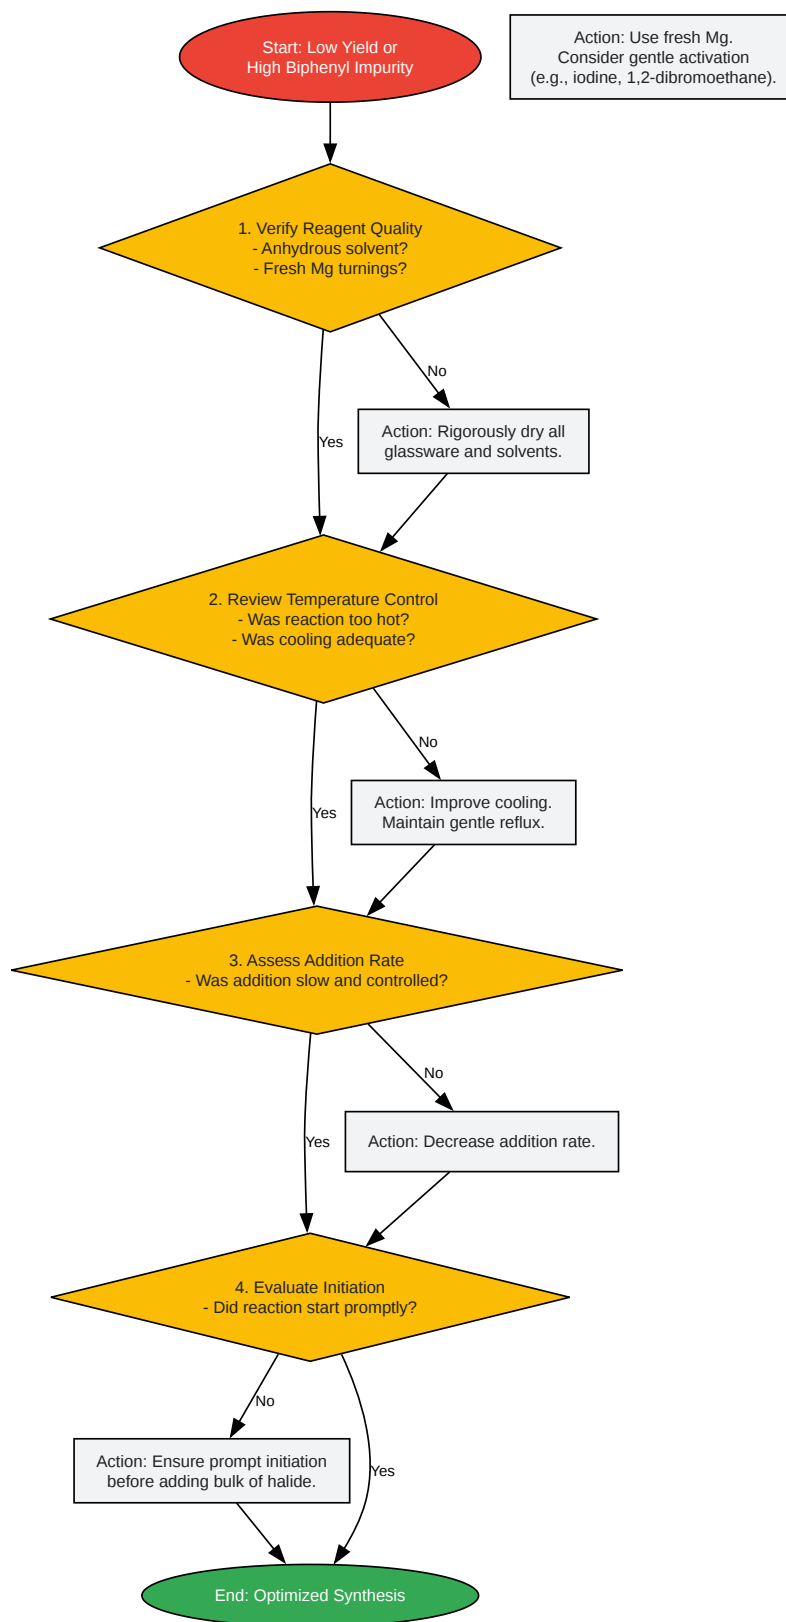 Start: Low Yield or
High Biphenyl Impurity
Action: Use fresh Mg.
Consider gentle activation
(e.g., iodine, 1,2-dibromoethane).
1. Verify Reagent Quality
- Anhydrous solvent?
- Fresh Mg turnings?
No
Action: Rigorously dry all
glassware and solvents.
Yes
2. Review Temperature Control
- Was reaction too hot?
- Was cooling adequate?
No
Action: Improve cooling.
Maintain gentle reflux.
Yes
3. Assess Addition Rate
- Was addition slow and controlled?
No
Action: Decrease addition rate.
Yes
4. Evaluate Initiation
- Did reaction start promptly?
No
Action: Ensure prompt initiation
before adding bulk of halide.
Yes
End: Optimized Synthesis